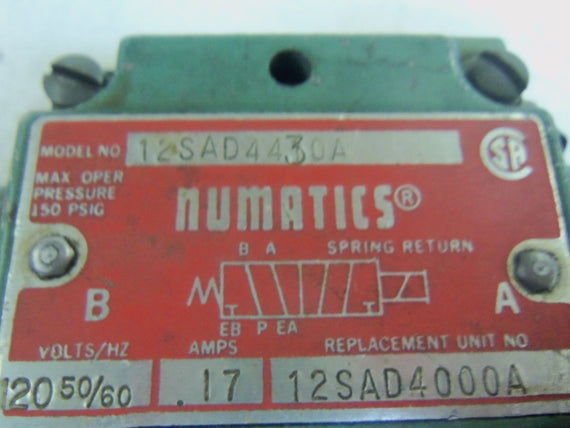 MODEL NO 12SAD4430A
MAX OPER
PRESSURE
150 PSIG
SA
NUMATICS®
B A SPRING RETURN
B
A
EB P EA
VOLTS/HZ AMPS REPLACEMENT UNIT NO
120 50/60 .17 12SAD4000A